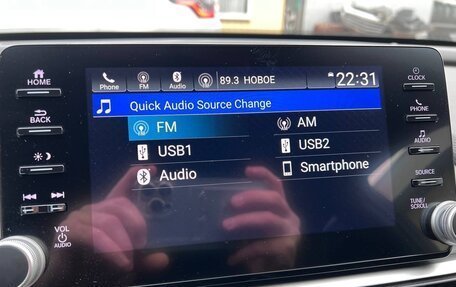 HOME
BACK
VOL
AUDIO
Phone FM Audio 89.3 НОВОЕ 22:31
Quick Audio Source Change
FM AM
USB1 USB2
Audio Smartphone
CLOCK
PHONE
AUDIO
SOURCE
TUNE/
SCROLL